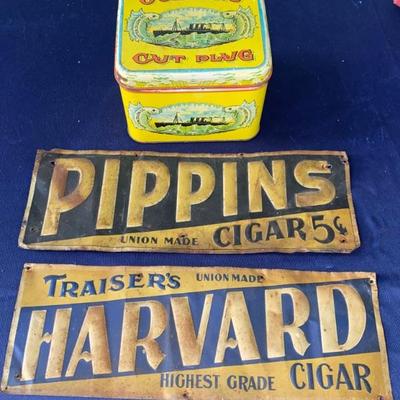 CUT PLUG
PIPPINS
UNION MADE CIGAR 5¢
TRAISER'S UNION MADE
HARVARD
HIGHEST GRADE CIGAR